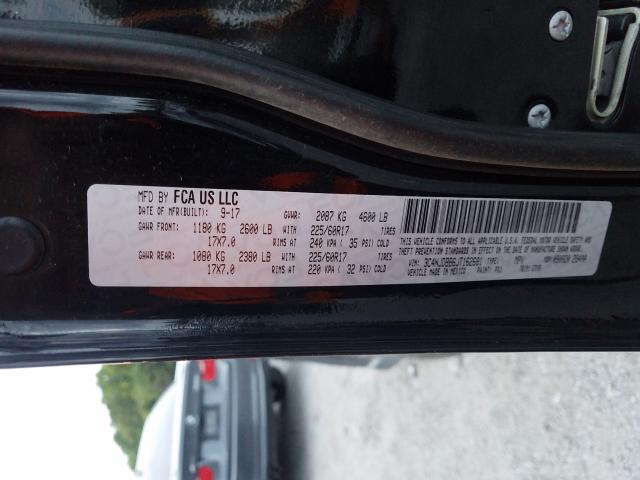 MFD BY FCA US LLC
DATE OF MFR(BUILT) 9-17 GVWR: 2087 KG 4600 LB
GAWR FRONT: 1180 KG 2600 LB WITH 225/60R17 TIRES
17X7.0 RIMS AT 240 KPA ( 35 PSI) COLD
GAWR REAR: 1080 KG 2380 LB WITH 225/60R17 TIRES
17X7.0 RIMS AT 220 KPA ( 32 PSI) COLD
THIS VEHICLE CONFORMS TO ALL APPLICABLE U.S. FEDERAL MOTOR VEHICLE SAFETY AND
THEFT PREVENTION STANDARDS IN EFFECT ON THE DATE OF MANUFACTURE SHOWN ABOVE.
VIN: TYPE: MPV
VEHICLE MADE IN MEXICO PAINT: